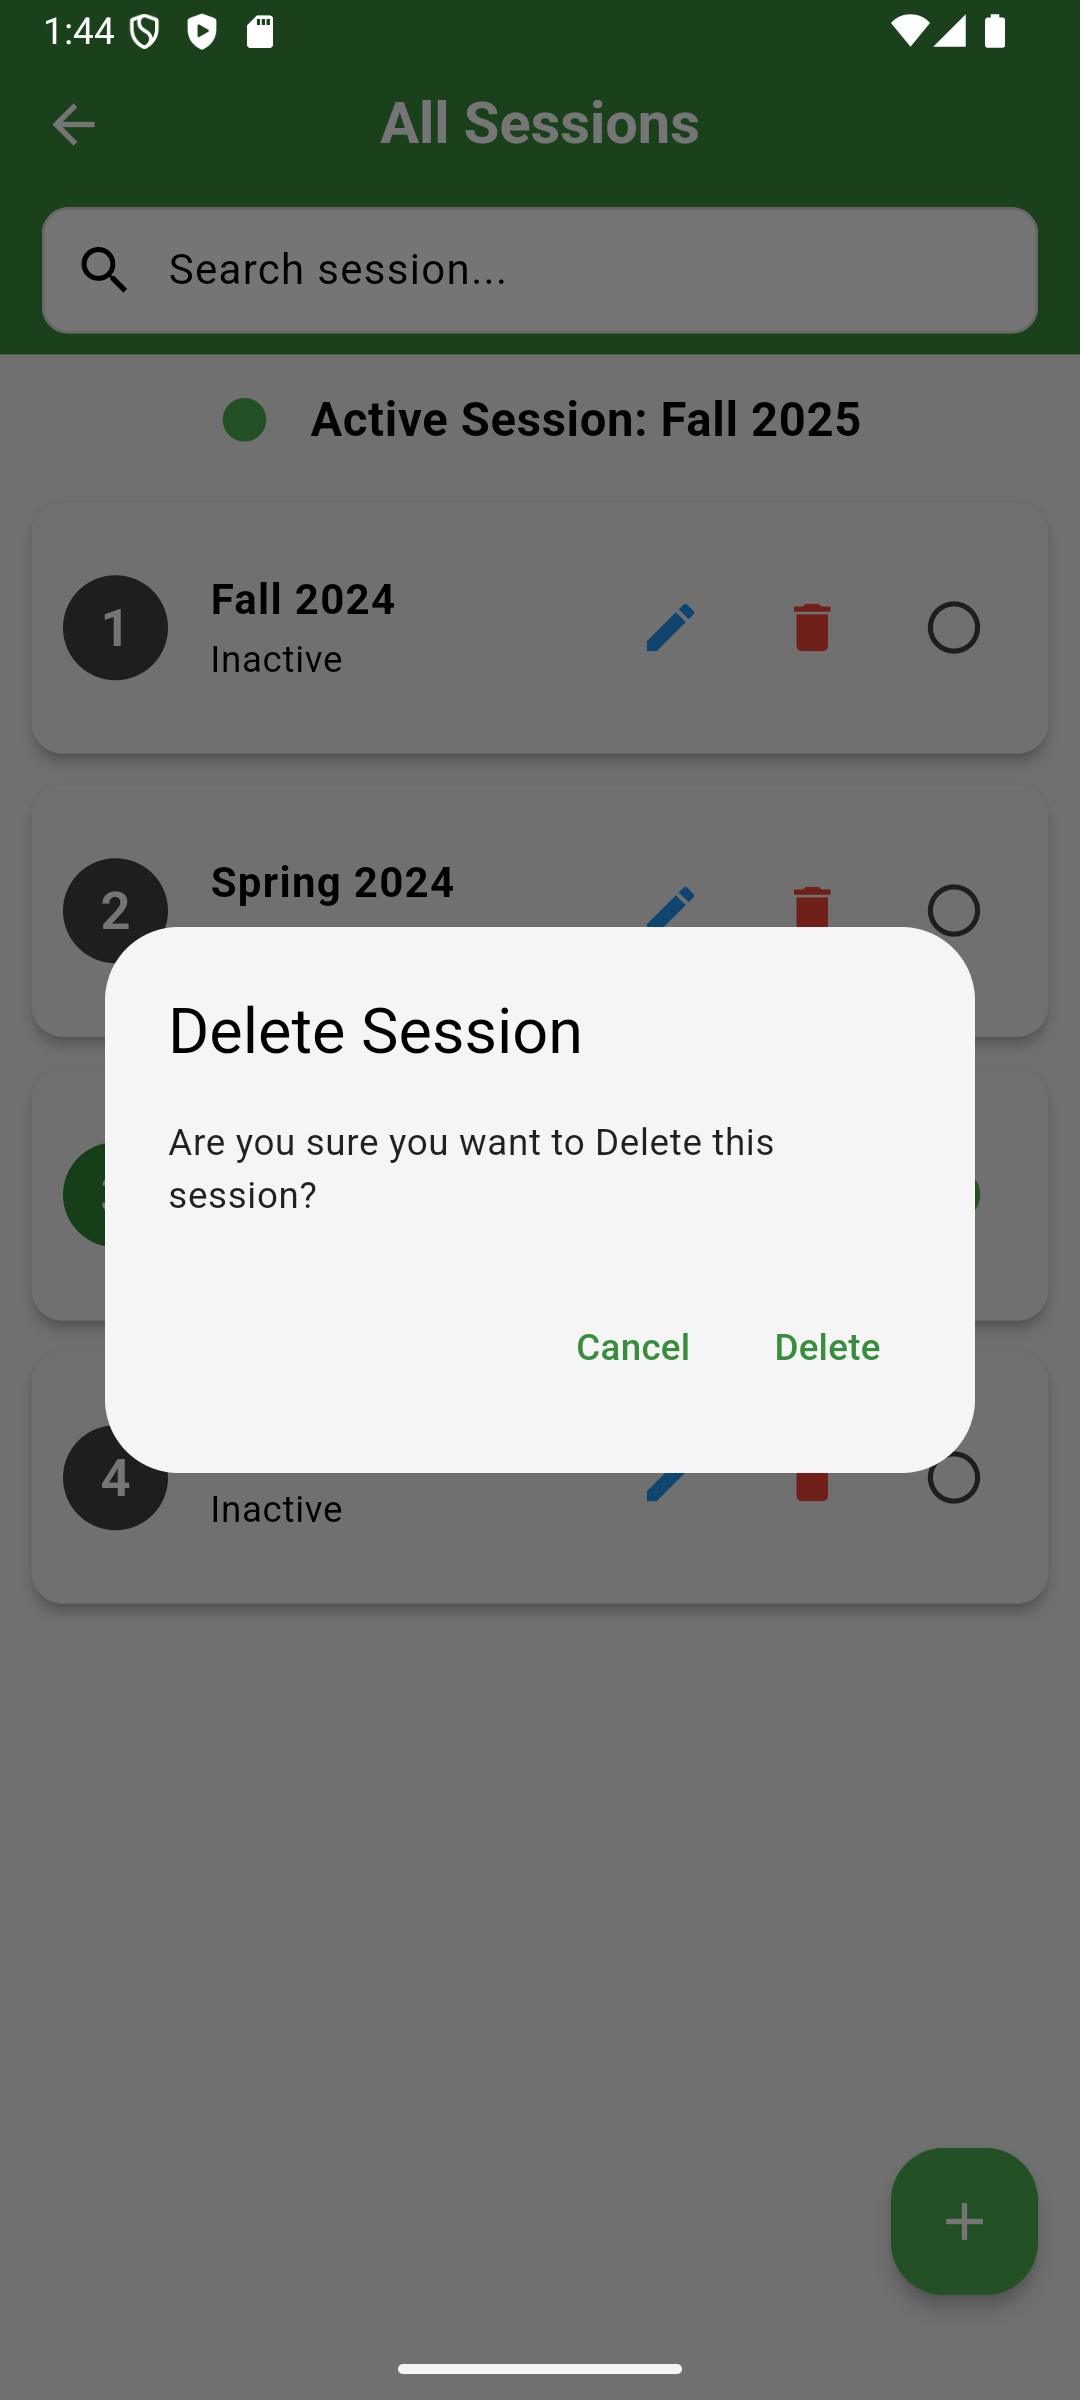 1:44
All Sessions
Search session...
Active Session: Fall 2025
1
Fall 2024
Inactive
2
Spring 2024
Delete Session
Are you sure you want to Delete this
session?
Cancel
Delete
4
Inactive